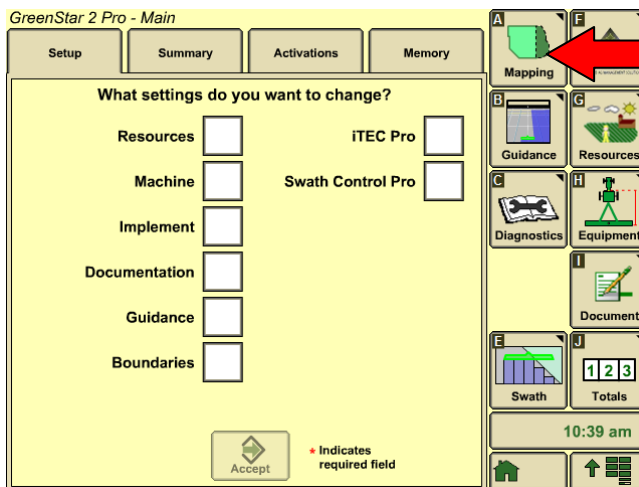 GreenStar 2 Pro - Main
Setup
Summary
Activations
Memory
What settings do you want to change?
Resources
iTEC Pro
Machine
Swath Control Pro
Implement
Documentation
Guidance
Boundaries
Accept
* Indicates
required field
A
Mapping
F
B
Guidance
G
Resources
C
Diagnostics
H
Equipment
I
Document
E
Swath
J
1 2 3
Totals
10:39 am